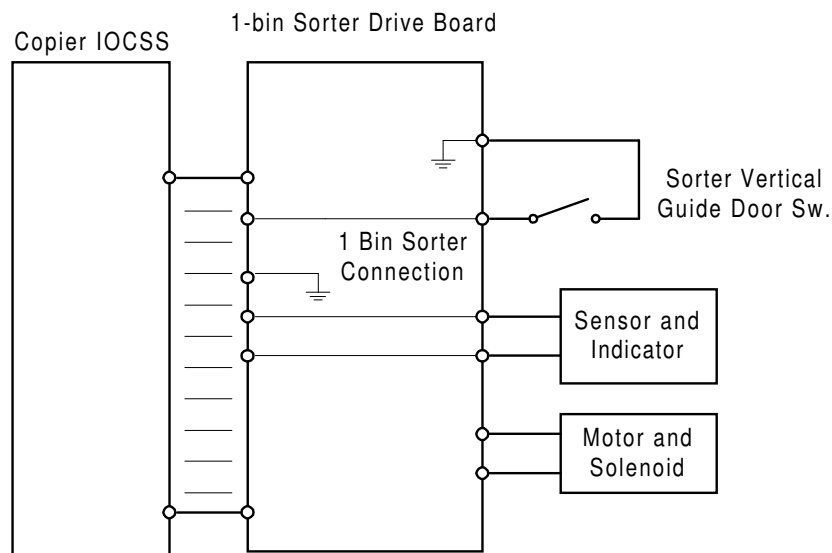 1-bin Sorter Drive Board
Copier IOCSS
Sorter Vertical
Guide Door Sw.
1 Bin Sorter
Connection
Sensor and
Indicator
Motor and
Solenoid